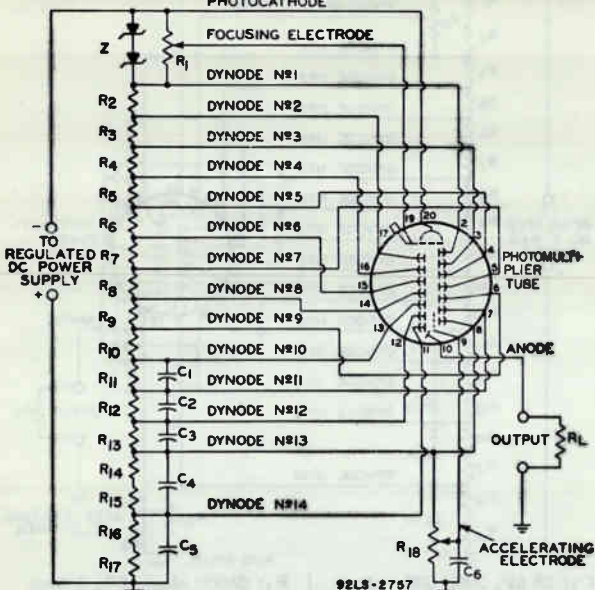 PHOTOCATHODE
FOCUSING ELECTRODE
Z
R1
DYNODE №1
R2
DYNODE №2
R3
DYNODE №3
R4
DYNODE №4
R5
DYNODE №5
R6
DYNODE №6
R7
DYNODE №7
R8
DYNODE №8
R9
DYNODE №9
R10
DYNODE №10
R11
C1
DYNODE №11
R12
C2
DYNODE №12
R13
C3
DYNODE №13
R14
C4
R15
DYNODE №14
R16
C5
R17
-
TO
REGULATED
DC POWER
SUPPLY
+
17
19
20
2
3
4
5
6
7
8
9
10
11
12
13
14
15
16
PHOTOMULTI-
PLIER
TUBE
ANODE
OUTPUT
RL
R18
C6
ACCELERATING
ELECTRODE
92LS-2757